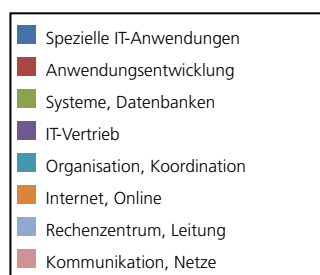 Spezielle IT-Anwendungen
Anwendungsentwicklung
Systeme, Datenbanken
IT-Vertrieb
Organisation, Koordination
Internet, Online
Rechenzentrum, Leitung
Kommunikation, Netze